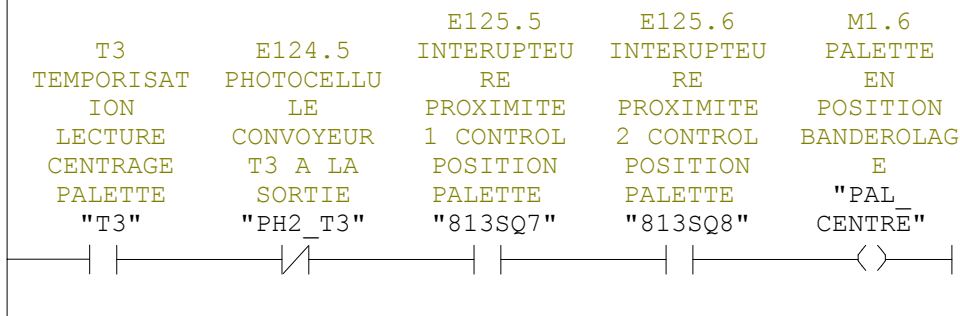 T3
TEMPORISAT
ION
LECTURE
CENTRAGE
PALETTE
"T3"
E124.5
PHOTOCELLU
LE
CONVOYEUR
T3 A LA
SORTIE
"PH2_T3"
E125.5
INTERUPTEU
RE
PROXIMITE
1 CONTROL
POSITION
PALETTE
"813SQ7"
E125.6
INTERUPTEU
RE
PROXIMITE
2 CONTROL
POSITION
PALETTE
"813SQ8"
M1.6
PALETTE
EN
POSITION
BANDEROLAG
E
"PAL_
CENTRE"